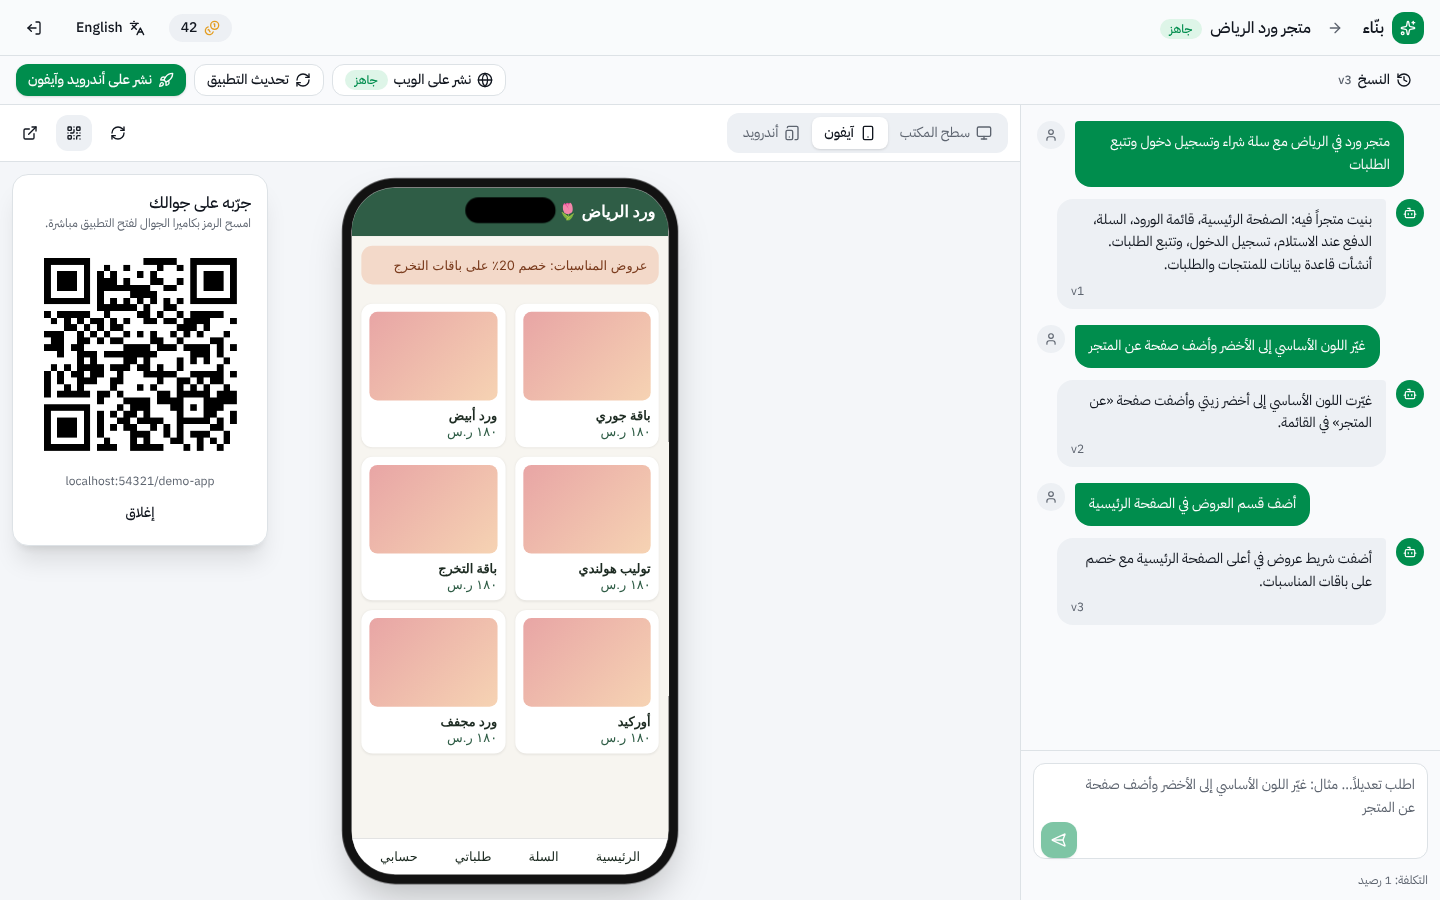 بنّاء
متجر ورد الرياض
جاهز
42
English
النسخ v3
نشر على الويب
جاهز
تحديث التطبيق
نشر على أندرويد وآيفون
متجر ورد في الرياض مع سلة شراء وتسجيل دخول وتتبع
الطلبات
بنيت متجراً فيه: الصفحة الرئيسية، قائمة الورود، السلة،
الدفع عند الاستلام، تسجيل الدخول، وتتبع الطلبات.
أنشأت قاعدة بيانات للمنتجات والطلبات.
v1
غيّر اللون الأساسي إلى الأخضر وأضف صفحة عن المتجر
غيّرت اللون الأساسي إلى أخضر زيتي وأضفت صفحة «عن
المتجر» في القائمة.
v2
أضف قسم العروض في الصفحة الرئيسية
أضفت شريط عروض في أعلى الصفحة الرئيسية مع خصم
على باقات المناسبات.
v3
اطلب تعديلاً... مثال: غيّر اللون الأساسي إلى الأخضر وأضف صفحة
عن المتجر
التكلفة: 1 رصيد
سطح المكتب
آيفون
أندرويد
ورد الرياض 🌷
عروض المناسبات: خصم 20٪ على باقات التخرج
باقة جوري
١٨٠ ر.س
ورد أبيض
١٨٠ ر.س
توليب هولندي
١٨٠ ر.س
باقة التخرج
١٨٠ ر.س
أوركيد
١٨٠ ر.س
ورد مجفف
١٨٠ ر.س
الرئيسية
السلة
طلباتي
حسابي
جرّبه على جوالك
امسح الرمز بكاميرا الجوال لفتح التطبيق مباشرة.
localhost:54321/demo-app
إغلاق